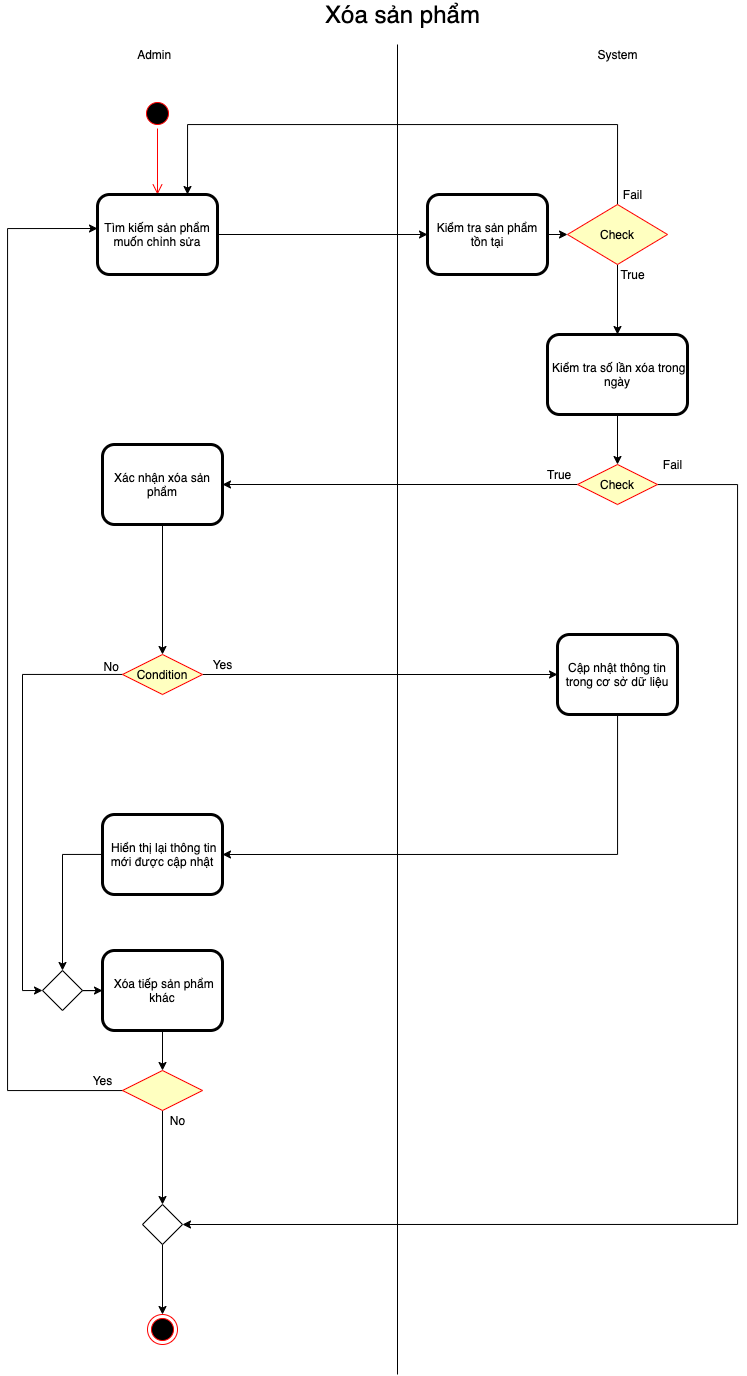 Xóa sản phẩm
Admin
System
Fail
Tìm kiếm sản phẩm
muốn chinh sửa
Kiểm tra sản phẩm
tồn tại
Check
True
Kiểm tra số lần xóa trong
ngày
Xác nhận xóa sản
phẩm
True
Check
Fail
No
Condition
Yes
Cập nhật thông tin
trong cơ sở dữ liệu
Hiển thị lại thông tin
mới được cập nhật
Xóa tiếp sản phẩm
khác
Yes
No